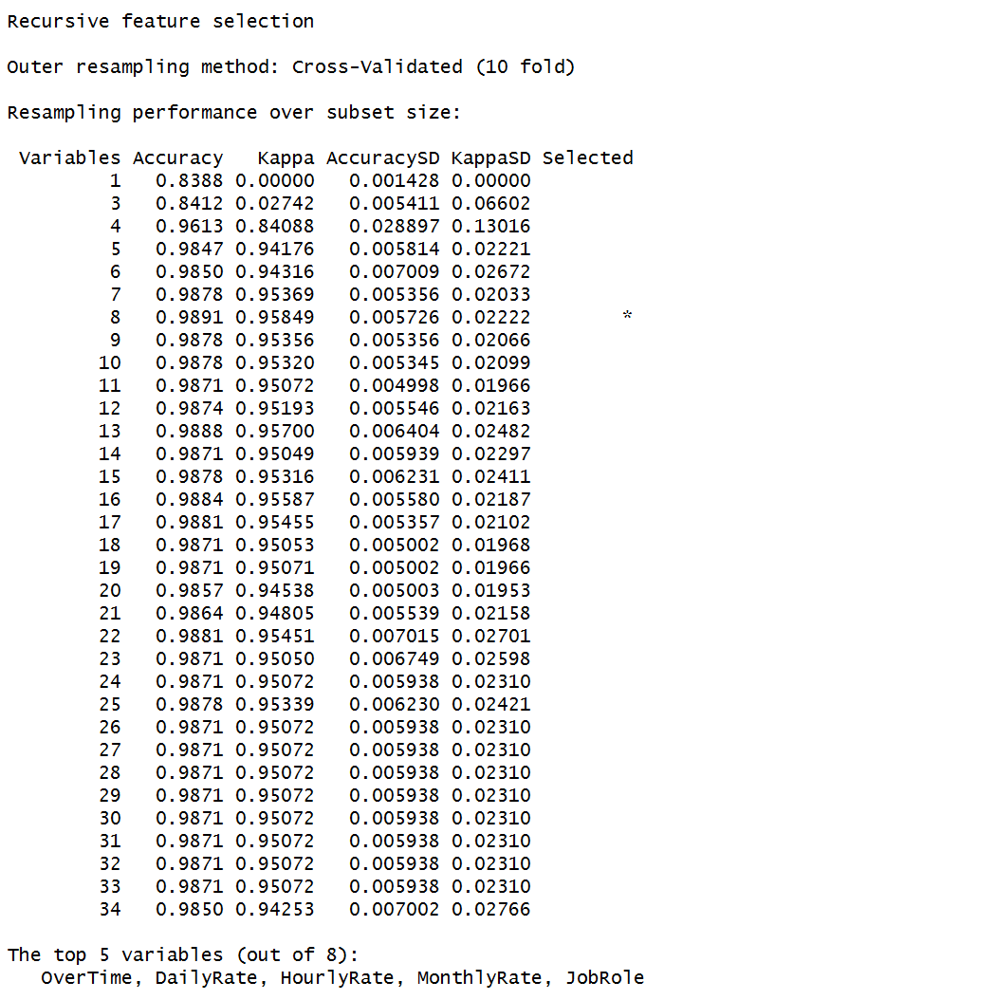 Recursive feature selection
Outer resampling method: Cross-Validated (10 fold)
Resampling performance over subset size:
Variables Accuracy Kappa AccuracySD KappaSD Selected
1 0.8388 0.00000 0.001428 0.00000
3 0.8412 0.02742 0.005411 0.06602
4 0.9613 0.84088 0.028897 0.13016
5 0.9847 0.94176 0.005814 0.02221
6 0.9850 0.94316 0.007009 0.02672
7 0.9878 0.95369 0.005356 0.02033
8 0.9891 0.95849 0.005726 0.02222 *
9 0.9878 0.95356 0.005356 0.02066
10 0.9878 0.95320 0.005345 0.02099
11 0.9871 0.95072 0.004998 0.01966
12 0.9874 0.95193 0.005546 0.02163
13 0.9888 0.95700 0.006404 0.02482
14 0.9871 0.95049 0.005939 0.02297
15 0.9878 0.95316 0.006231 0.02411
16 0.9884 0.95587 0.005580 0.02187
17 0.9881 0.95455 0.005357 0.02102
18 0.9871 0.95053 0.005002 0.01968
19 0.9871 0.95071 0.005002 0.01966
20 0.9857 0.94538 0.005003 0.01953
21 0.9864 0.94805 0.005539 0.02158
22 0.9881 0.95451 0.007015 0.02701
23 0.9871 0.95050 0.006749 0.02598
24 0.9871 0.95072 0.005938 0.02310
25 0.9878 0.95339 0.006230 0.02421
26 0.9871 0.95072 0.005938 0.02310
27 0.9871 0.95072 0.005938 0.02310
28 0.9871 0.95072 0.005938 0.02310
29 0.9871 0.95072 0.005938 0.02310
30 0.9871 0.95072 0.005938 0.02310
31 0.9871 0.95072 0.005938 0.02310
32 0.9871 0.95072 0.005938 0.02310
33 0.9871 0.95072 0.005938 0.02310
34 0.9850 0.94253 0.007002 0.02766
The top 5 variables (out of 8):
OverTime, DailyRate, HourlyRate, MonthlyRate, JobRole